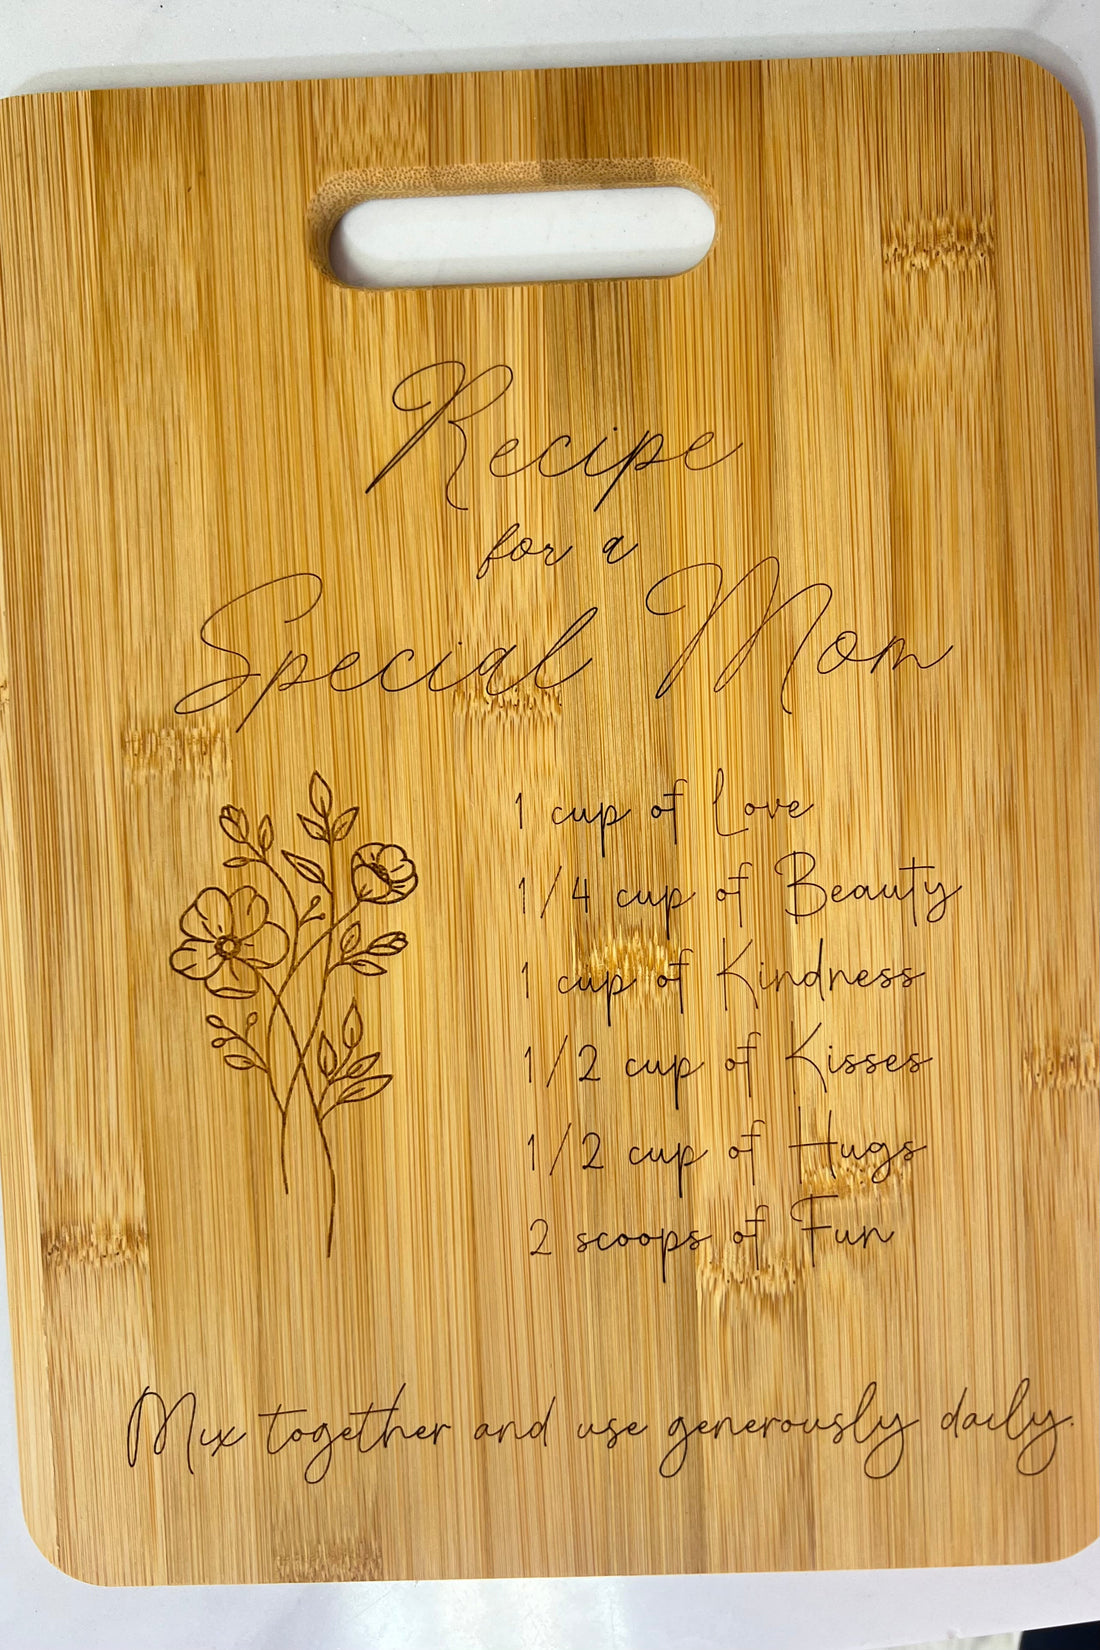 Recipe
for a
Special Mom
1 cup of Love
1/4 cup of Beauty
1 cup of Kindness
1/2 cup of Kisses
1/2 cup of Hugs
2 scoops of Fun
Mix together and use generously daily.